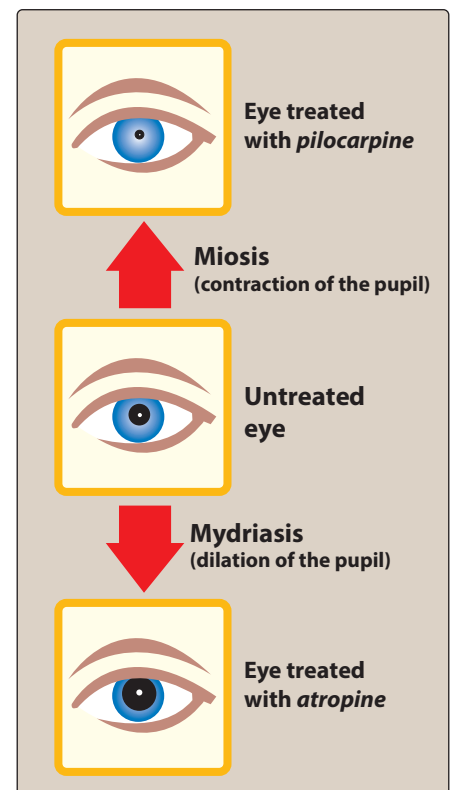 Eye treated
with pilocarpine
Miosis
(contraction of the pupil)
Untreated
eye
Mydriasis
(dilation of the pupil)
Eye treated
with atropine